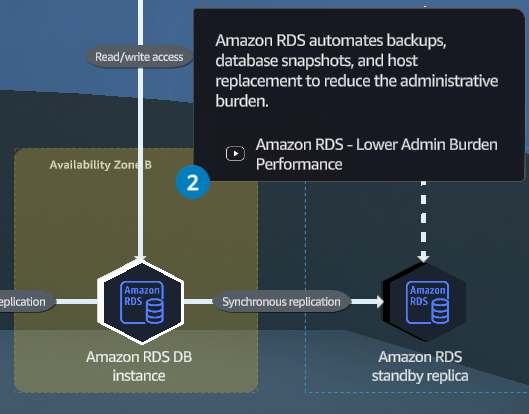 Read/write access
Amazon RDS automates backups,
database snapshots, and host
replacement to reduce the administrative
burden.
Amazon RDS - Lower Admin Burden
Performance
Availability Zone B
2
eplication
Amazon
RDS
Synchronous replication
Amazon
RDS
Amazon RDS DB
instance
Amazon RDS
standby replica